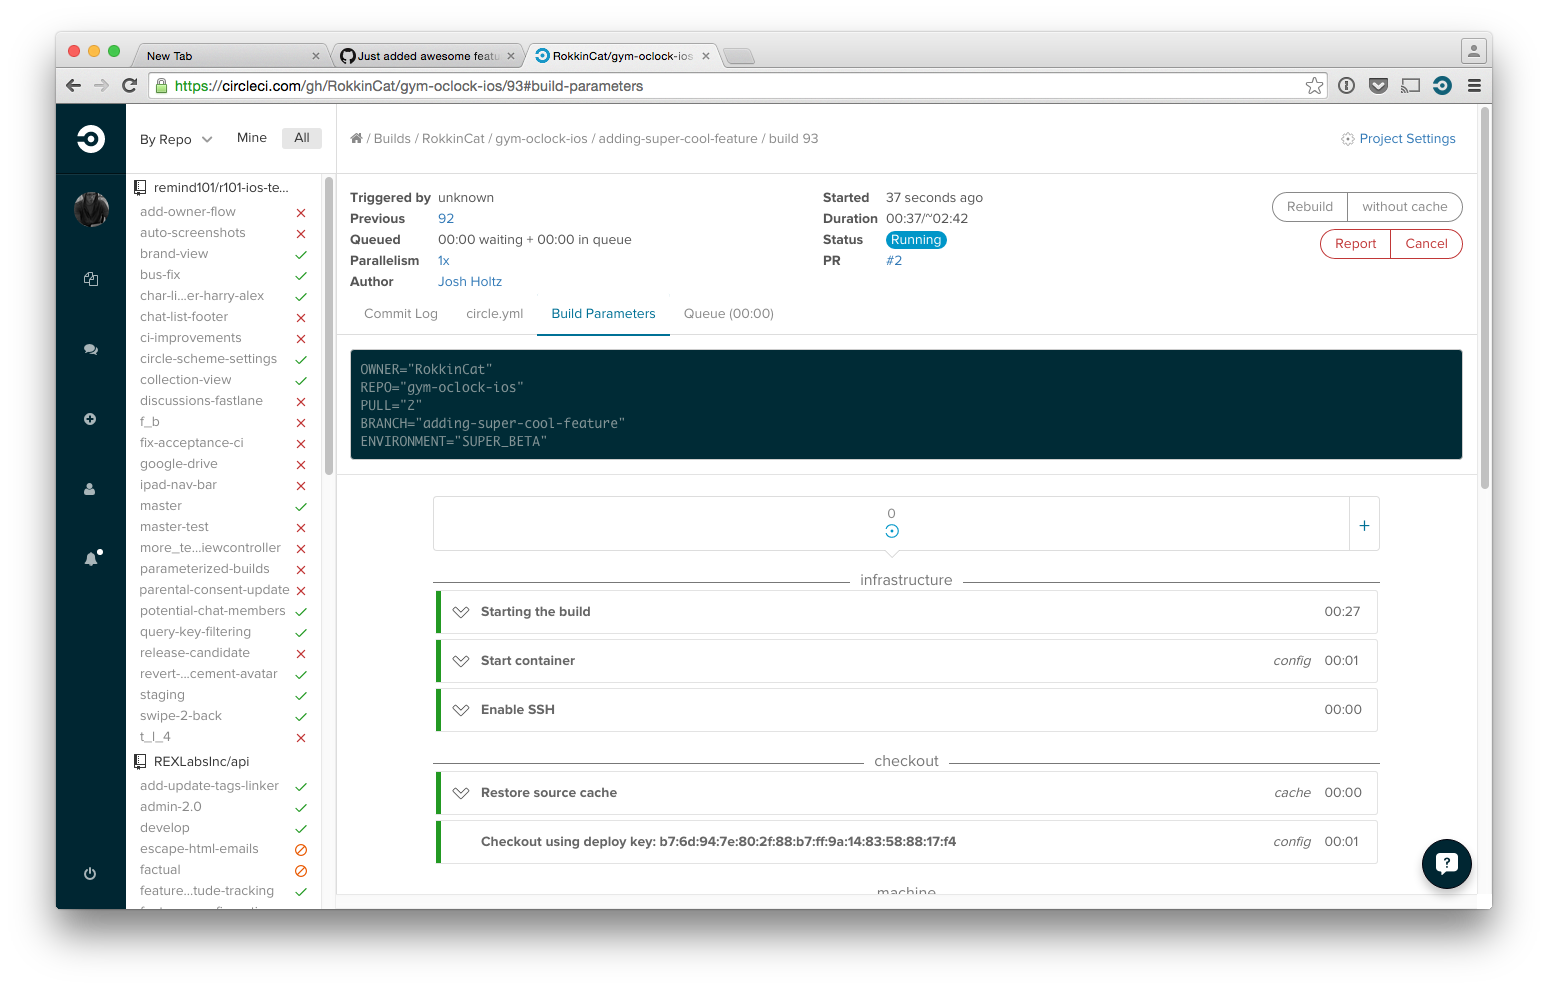 New Tab
Just added awesome featu
RokkinCat/gym-oclock-ios
https://circleci.com/gh/RokkinCat/gym-oclock-ios/93#build-parameters
By Repo
Mine
All
/ Builds / RokkinCat / gym-oclock-ios / adding-super-cool-feature / build 93
Project Settings
remind101/r101-ios-te...
add-owner-flow
auto-screenshots
brand-view
bus-fix
char-li...er-harry-alex
chat-list-footer
ci-improvements
circle-scheme-settings
collection-view
discussions-fastlane
f_b
fix-acceptance-ci
google-drive
ipad-nav-bar
master
master-test
more_te...iewcontroller
parameterized-builds
parental-consent-update
potential-chat-members
query-key-filtering
release-candidate
revert-...cement-avatar
staging
swipe-2-back
t_l_4
REXLabsInc/api
add-update-tags-linker
admin-2.0
develop
escape-html-emails
factual
feature...tude-tracking
Triggered by unknown
Previous 92
Queued 00:00 waiting + 00:00 in queue
Parallelism 1x
Author Josh Holtz
Started 37 seconds ago
Duration 00:37/~02:42
Status Running
PR #2
Rebuild without cache
Report Cancel
Commit Log circle.yml Build Parameters Queue (00:00)
OWNER="RokkinCat"
REPO="gym-oclock-ios"
PULL="2"
BRANCH="adding-super-cool-feature"
ENVIRONMENT="SUPER_BETA"
0
+
infrastructure
Starting the build 00:27
Start container config 00:01
Enable SSH 00:00
checkout
Restore source cache cache 00:00
Checkout using deploy key: b7:6d:94:7e:80:2f:88:b7:ff:9a:14:83:58:88:17:f4 config 00:01
machine